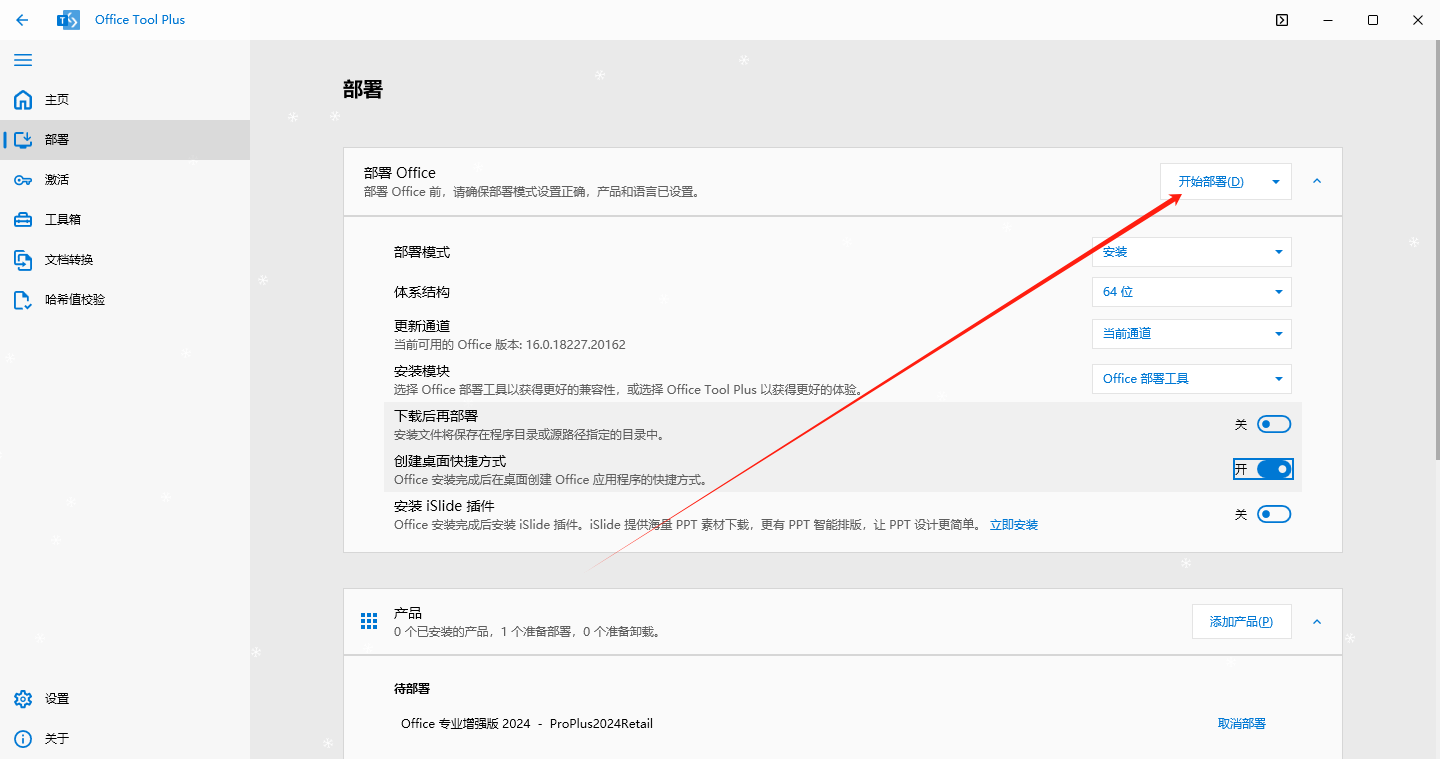 Office Tool Plus
主页
部署
激活
工具箱
文档转换
哈希值校验
设置
关于
部署
部署 Office
部署 Office 前，请确保部署模式设置正确，产品和语言已设置。
开始部署(D)
部署模式
安装
体系结构
64 位
更新通道
当前可用的 Office 版本: 16.0.18227.20162
当前通道
安装模块
选择 Office 部署工具以获得更好的兼容性，或选择 Office Tool Plus 以获得更好的体验。
Office 部署工具
下载后再部署
安装文件将保存在程序目录或源路径指定的目录中。
关
创建桌面快捷方式
Office 安装完成后在桌面创建 Office 应用程序的快捷方式。
开
安装 iSlide 插件
Office 安装完成后安装 iSlide 插件。iSlide 提供海量 PPT 素材下载，更有 PPT 智能排版，让 PPT 设计更简单。 立即安装
关
产品
0 个已安装的产品，1 个准备部署，0 个准备卸载。
添加产品(P)
待部署
Office 专业增强版 2024 - ProPlus2024Retail
取消部署